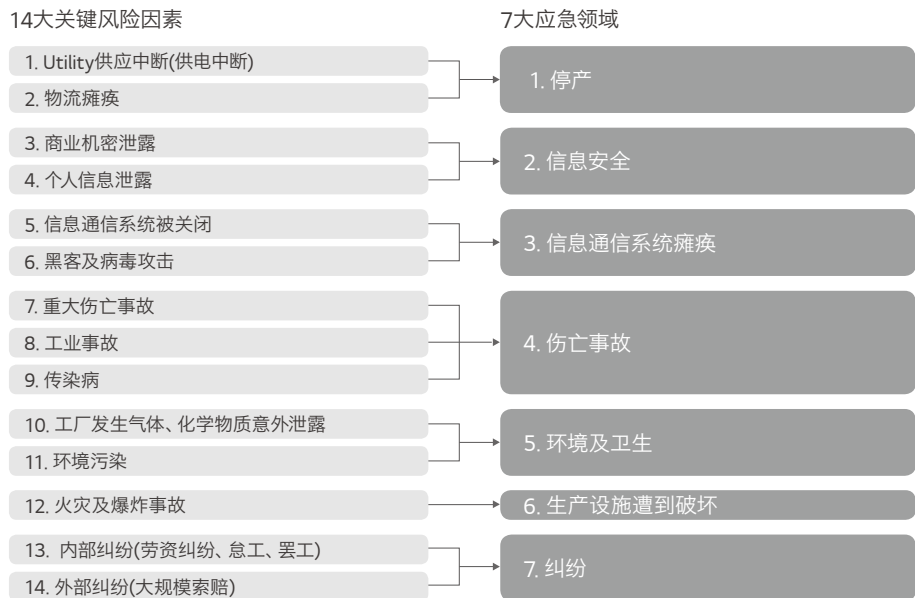 14大关键风险因素
7大应急领域
1. Utility供应中断(供电中断)
2. 物流瘫痪
1. 停产
3. 商业机密泄露
4. 个人信息泄露
2. 信息安全
5. 信息通信系统被关闭
6. 黑客及病毒攻击
3. 信息通信系统瘫痪
7. 重大伤亡事故
8. 工业事故
9. 传染病
4. 伤亡事故
10. 工厂发生气体、化学物质意外泄露
11. 环境污染
5. 环境及卫生
12. 火灾及爆炸事故
6. 生产设施遭到破坏
13. 内部纠纷(劳资纠纷、怠工、罢工)
14. 外部纠纷(大规模索赔)
7. 纠纷